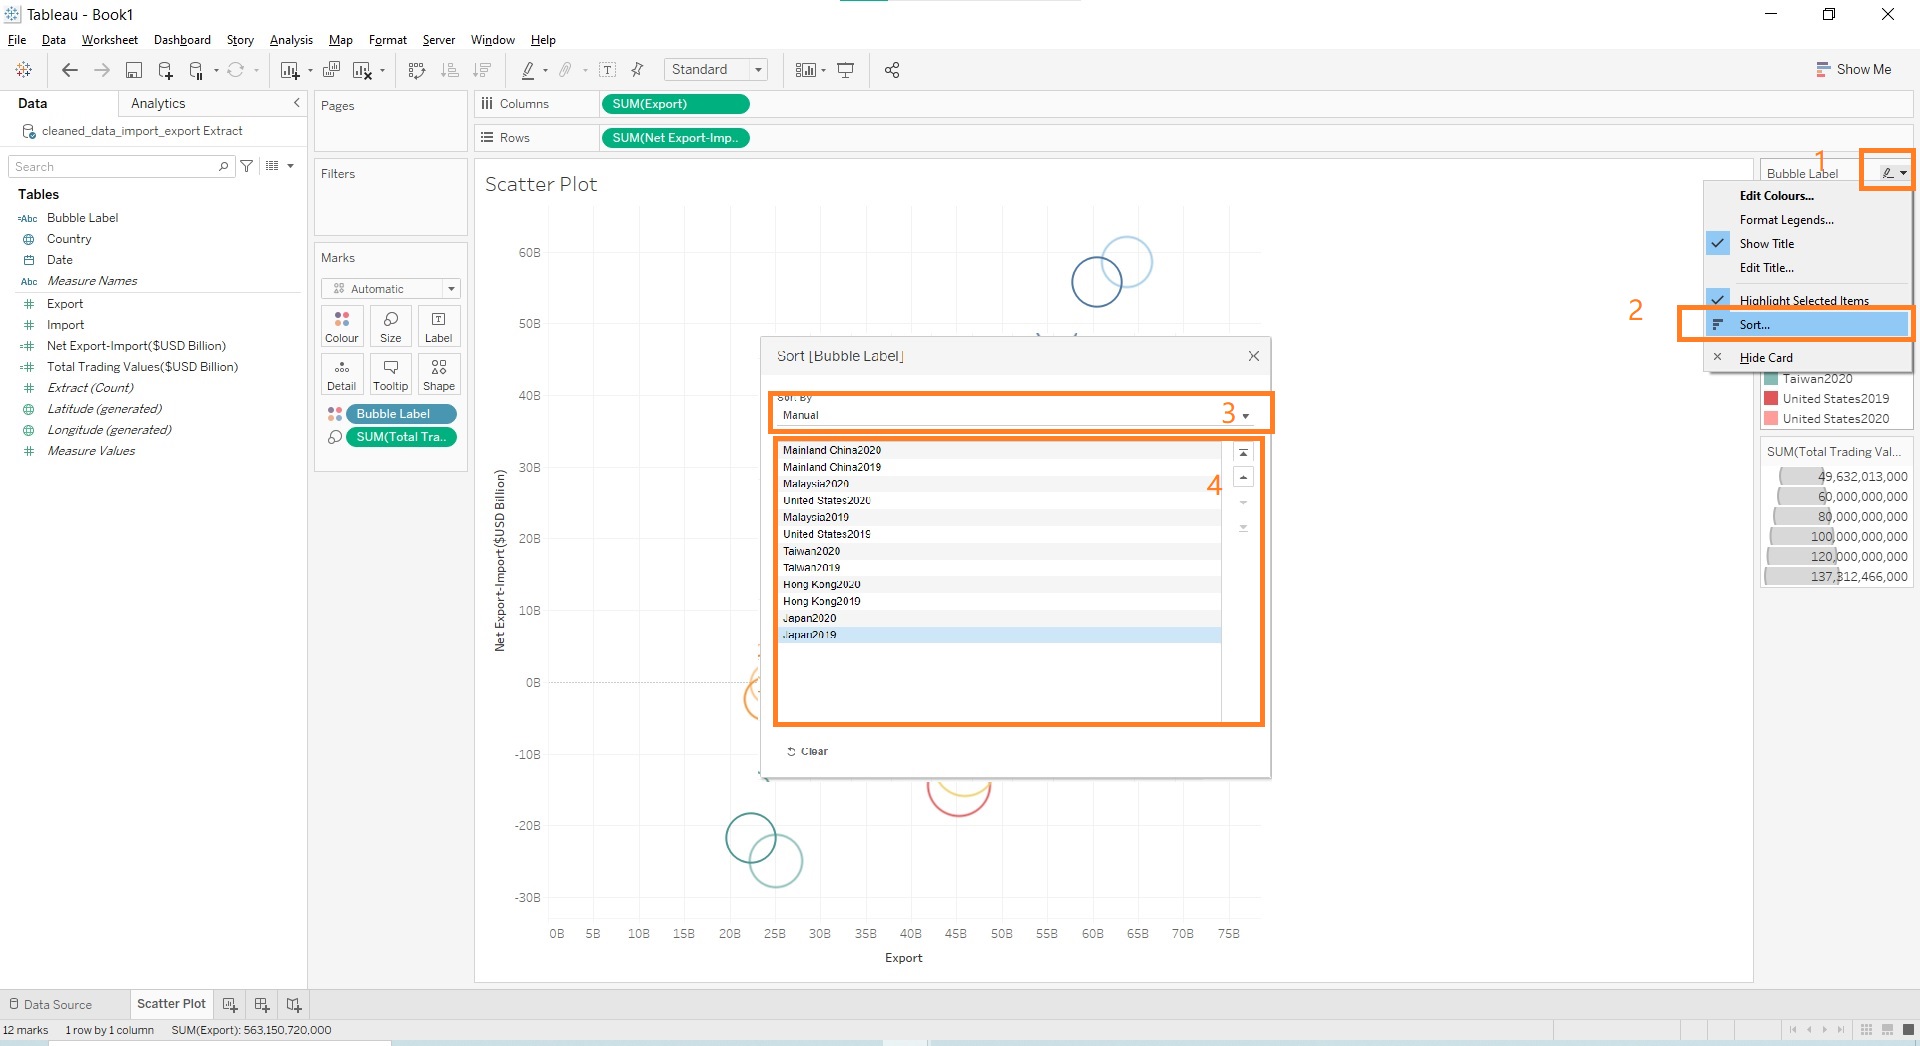 Tableau - Book1
File Data Worksheet Dashboard Story Analysis Map Format Server Window Help
Standard
Show Me
Data Analytics
cleaned_data_import_export Extract
Search
Tables
Bubble Label
Country
Date
Measure Names
Export
Import
Net Export-Import($USD Billion)
Total Trading Values($USD Billion)
Extract (Count)
Latitude (generated)
Longitude (generated)
Measure Values
Pages
Filters
Marks
Automatic
Colour Size Label
Detail Tooltip Shape
Bubble Label
SUM(Total Tra..
Columns SUM(Export)
Rows SUM(Net Export-Imp..
Scatter Plot
60B
50B
40B
30B
20B
10B
0B
-10B
-20B
-30B
Net Export-Import($USD Billion)
0B 5B 10B 15B 20B 25B 30B 35B 40B 45B 50B 55B 60B 65B 70B 75B
Export
Sort [Bubble Label]
Sort By
Manual
3
Mainland China2020
Mainland China2019
Malaysia2020
United States2020
Malaysia2019
United States2019
Taiwan2020
Taiwan2019
Hong Kong2020
Hong Kong2019
Japan2020
Japan2019
4
Clear
1
Bubble Label
Edit Colours...
Format Legends...
Show Title
Edit Title...
Highlight Selected Items
2
Sort...
Hide Card
Taiwan2020
United States2019
United States2020
SUM(Total Trading Val...
49,632,013,000
60,000,000,000
80,000,000,000
100,000,000,000
120,000,000,000
137,312,466,000
Data Source Scatter Plot
12 marks 1 row by 1 column SUM(Export): 563,150,720,000